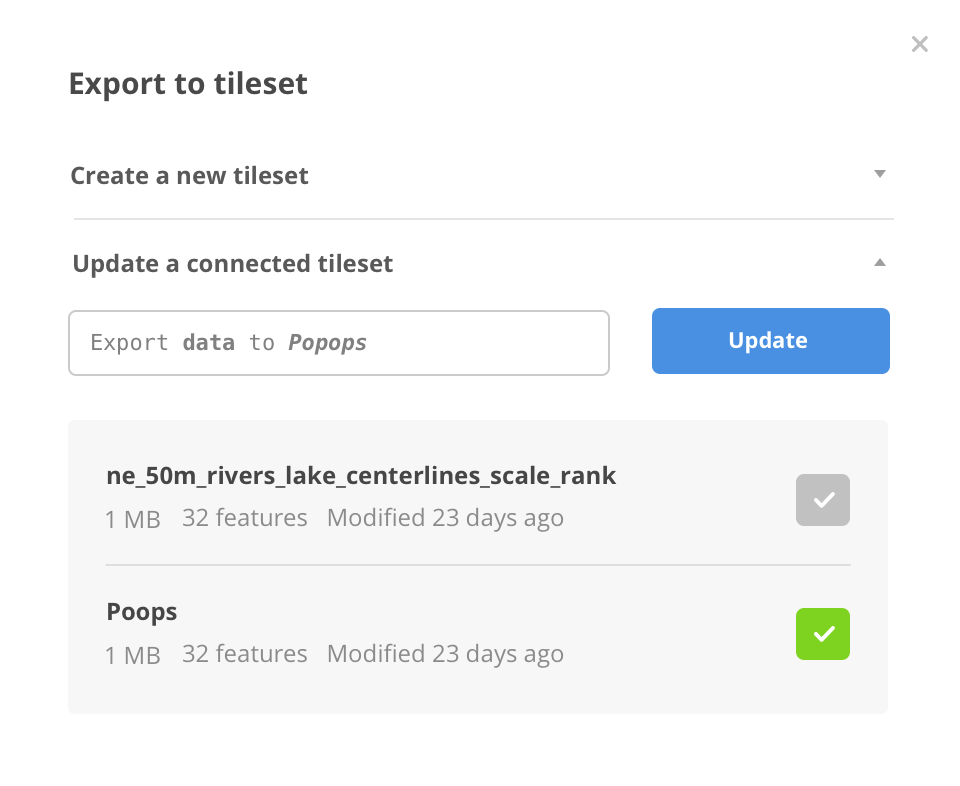 Export to tileset
Create a new tileset
Update a connected tileset
Export data to Popops
Update
ne_50m_rivers_lake_centerlines_scale_rank
1 MB 32 features Modified 23 days ago
Poops
1 MB 32 features Modified 23 days ago